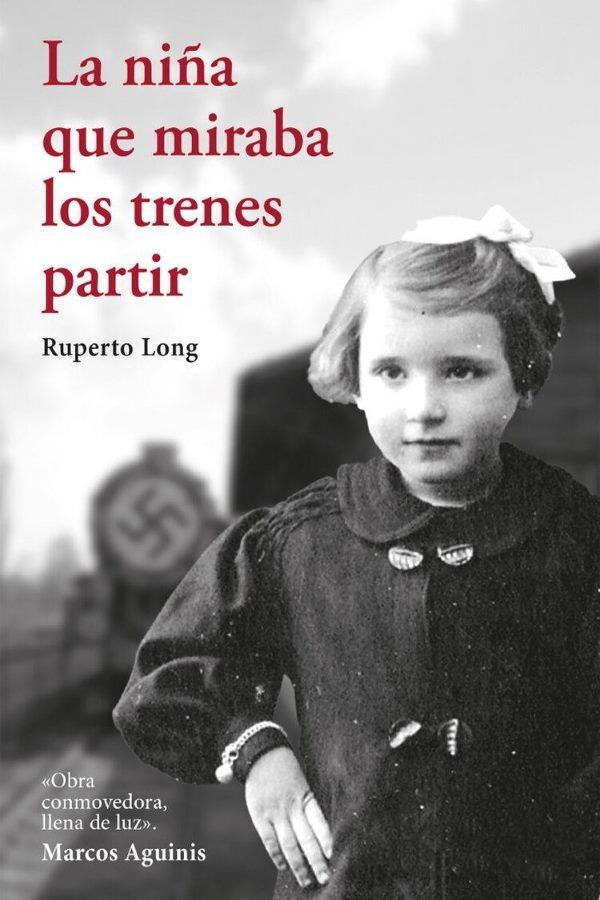 La niña
que miraba
los trenes
partir
Ruperto Long
«Obra
conmovedora,
llena de luz».
Marcos Aguinis